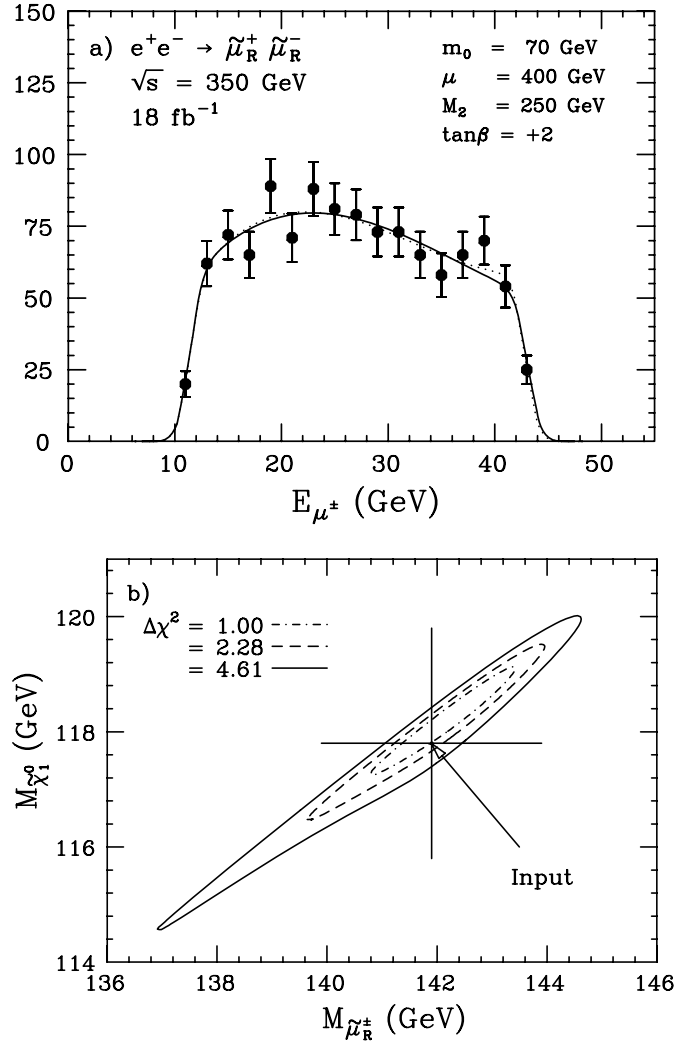 150
125
100
75
50
25
0
a) e⁺e⁻ → μ̃⁺_R μ̃⁻_R
√s = 350 GeV
18 fb⁻¹
m₀ = 70 GeV
μ = 400 GeV
M₂ = 250 GeV
tanβ = +2
0 10 20 30 40 50
E_μ± (GeV)
b)
Δχ² = 1.00
= 2.28
= 4.61
120
118
116
114
M_χ̃⁰₁ (GeV)
Input
136 138 140 142 144 146
M_μ̃±_R (GeV)